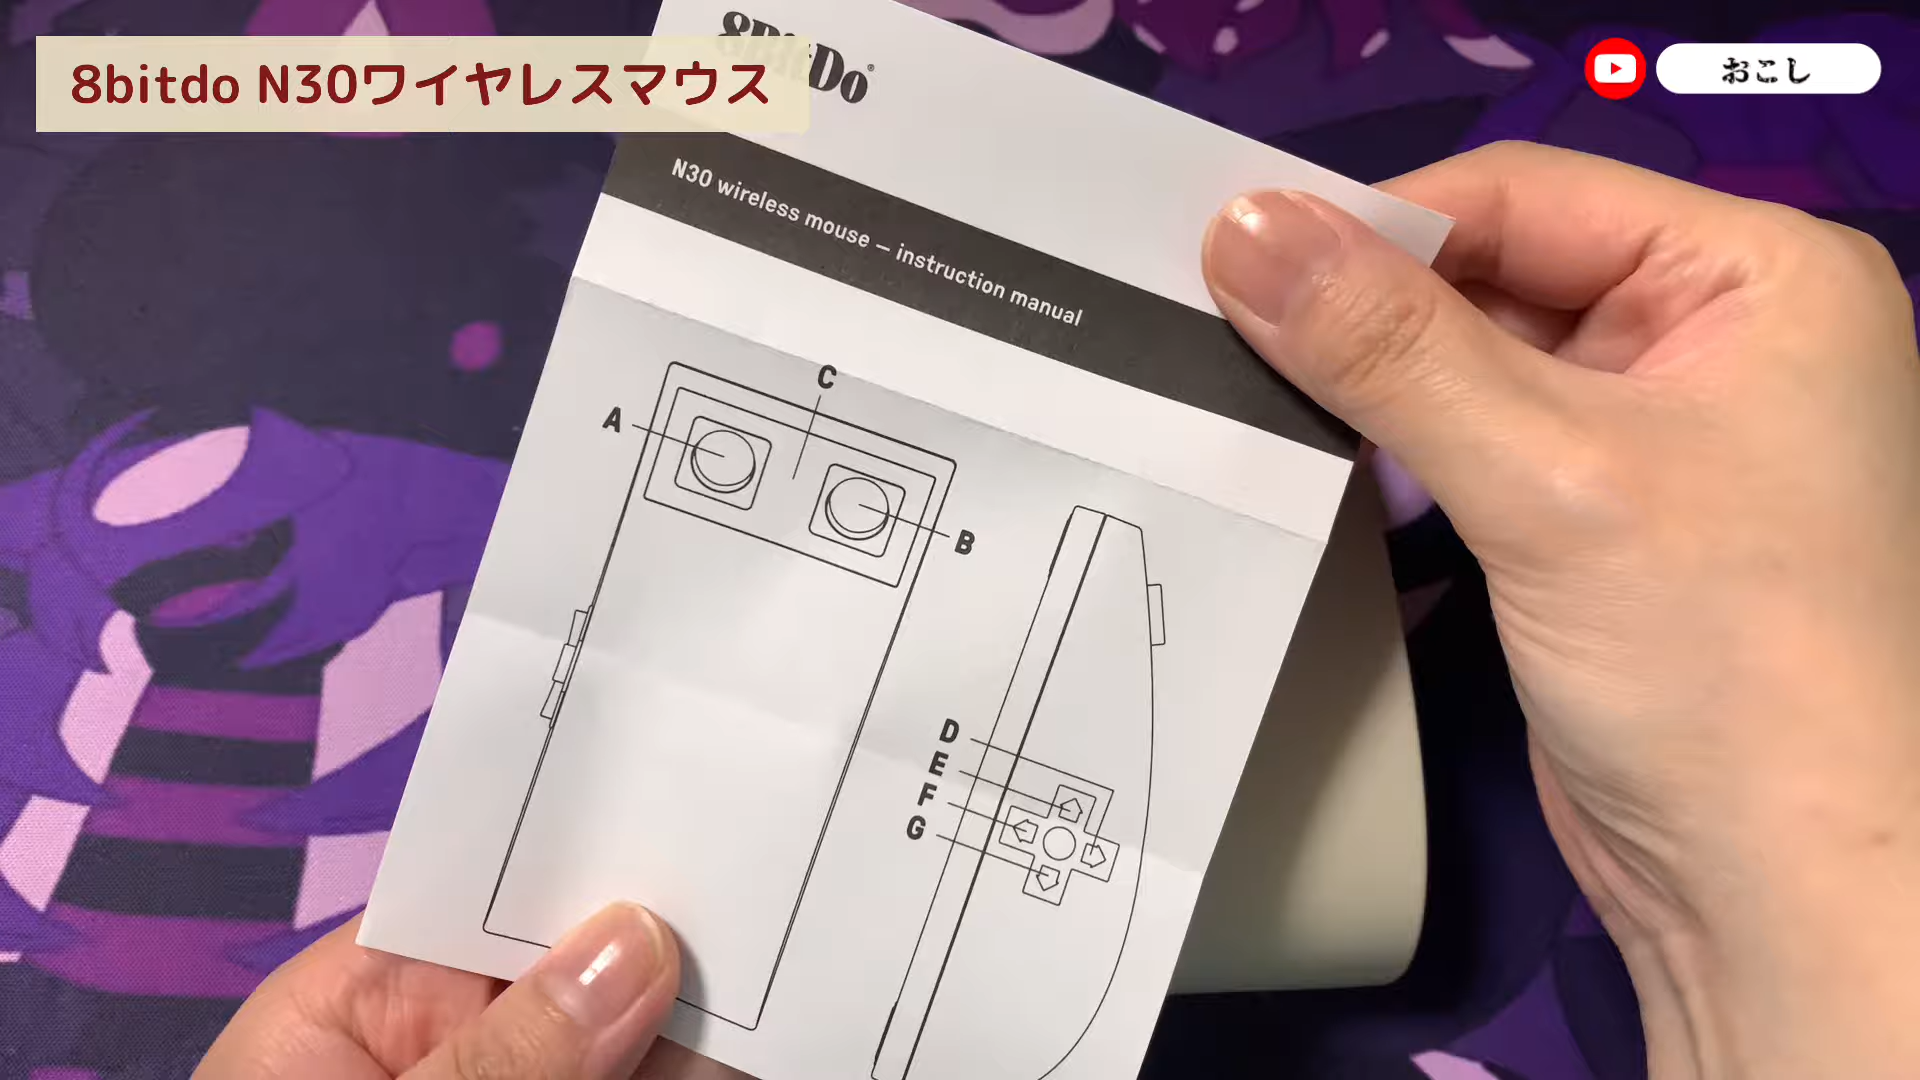 8bitdo N30ワイヤレスマウス
おこし
8BitDo®
N30 wireless mouse – instruction manual
C
A
B
D
E
F
G